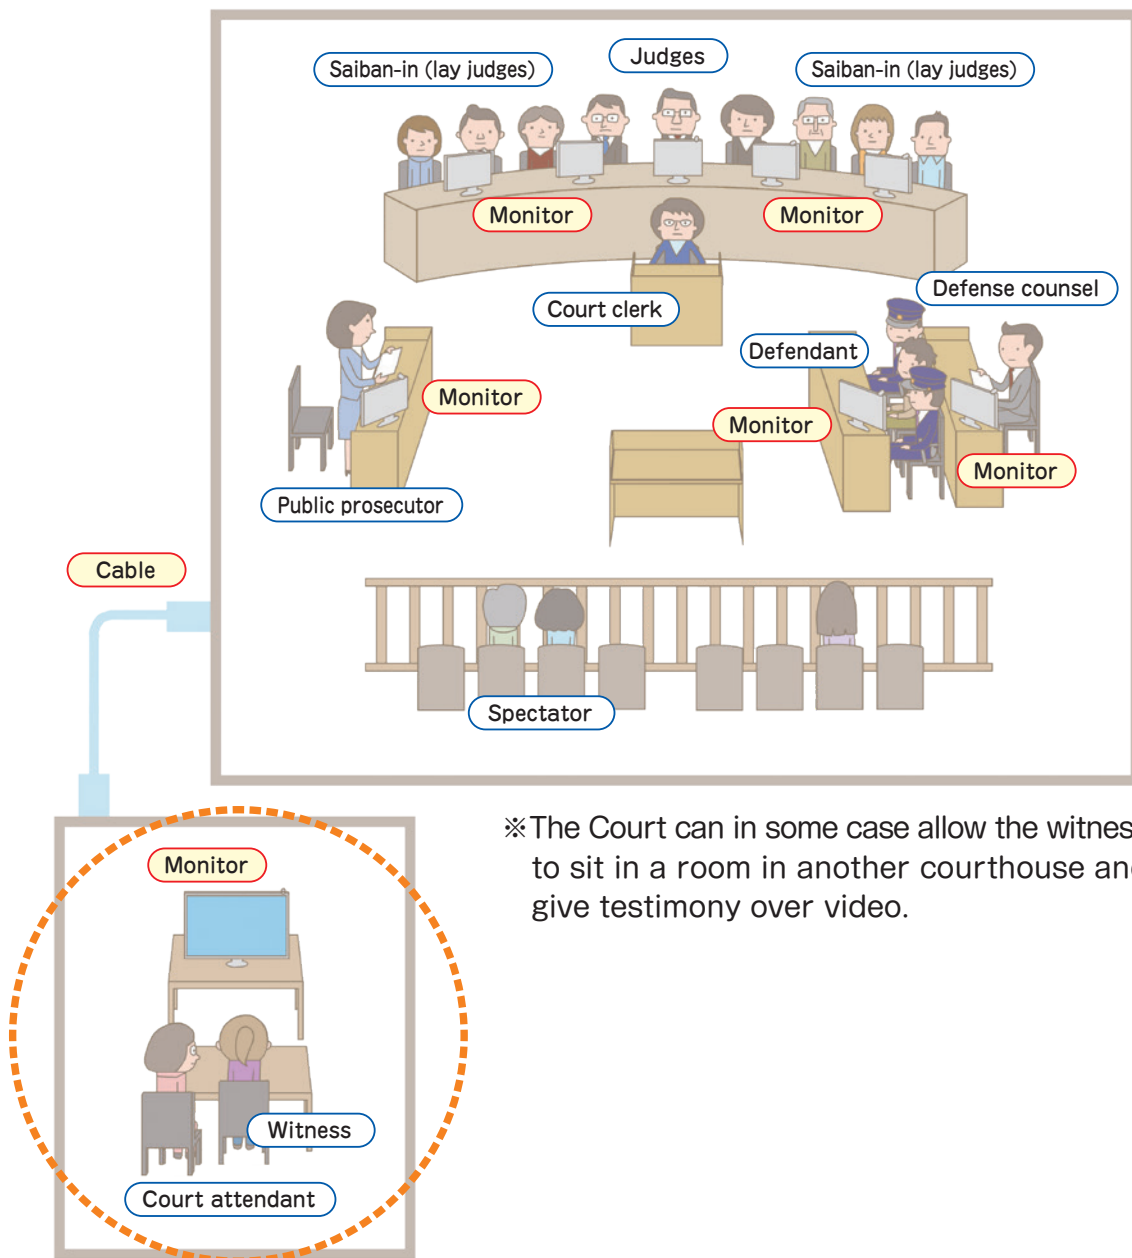 Judges
Saiban-in (lay judges)
Saiban-in (lay judges)
Monitor
Monitor
Court clerk
Defense counsel
Defendant
Monitor
Monitor
Monitor
Public prosecutor
Cable
Spectator
※The Court can in some case allow the witnes
to sit in a room in another courthouse an
give testimony over video.
Monitor
Witness
Court attendant